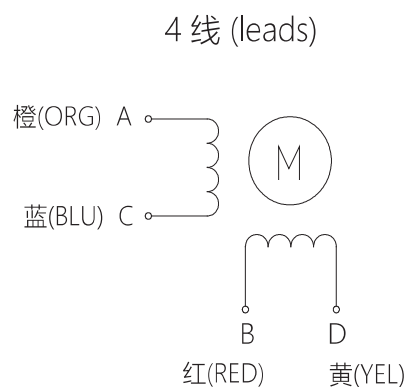 4 线 (leads)
橙(ORG) A
M
蓝(BLU) C
B D
红(RED) 黄(YEL)